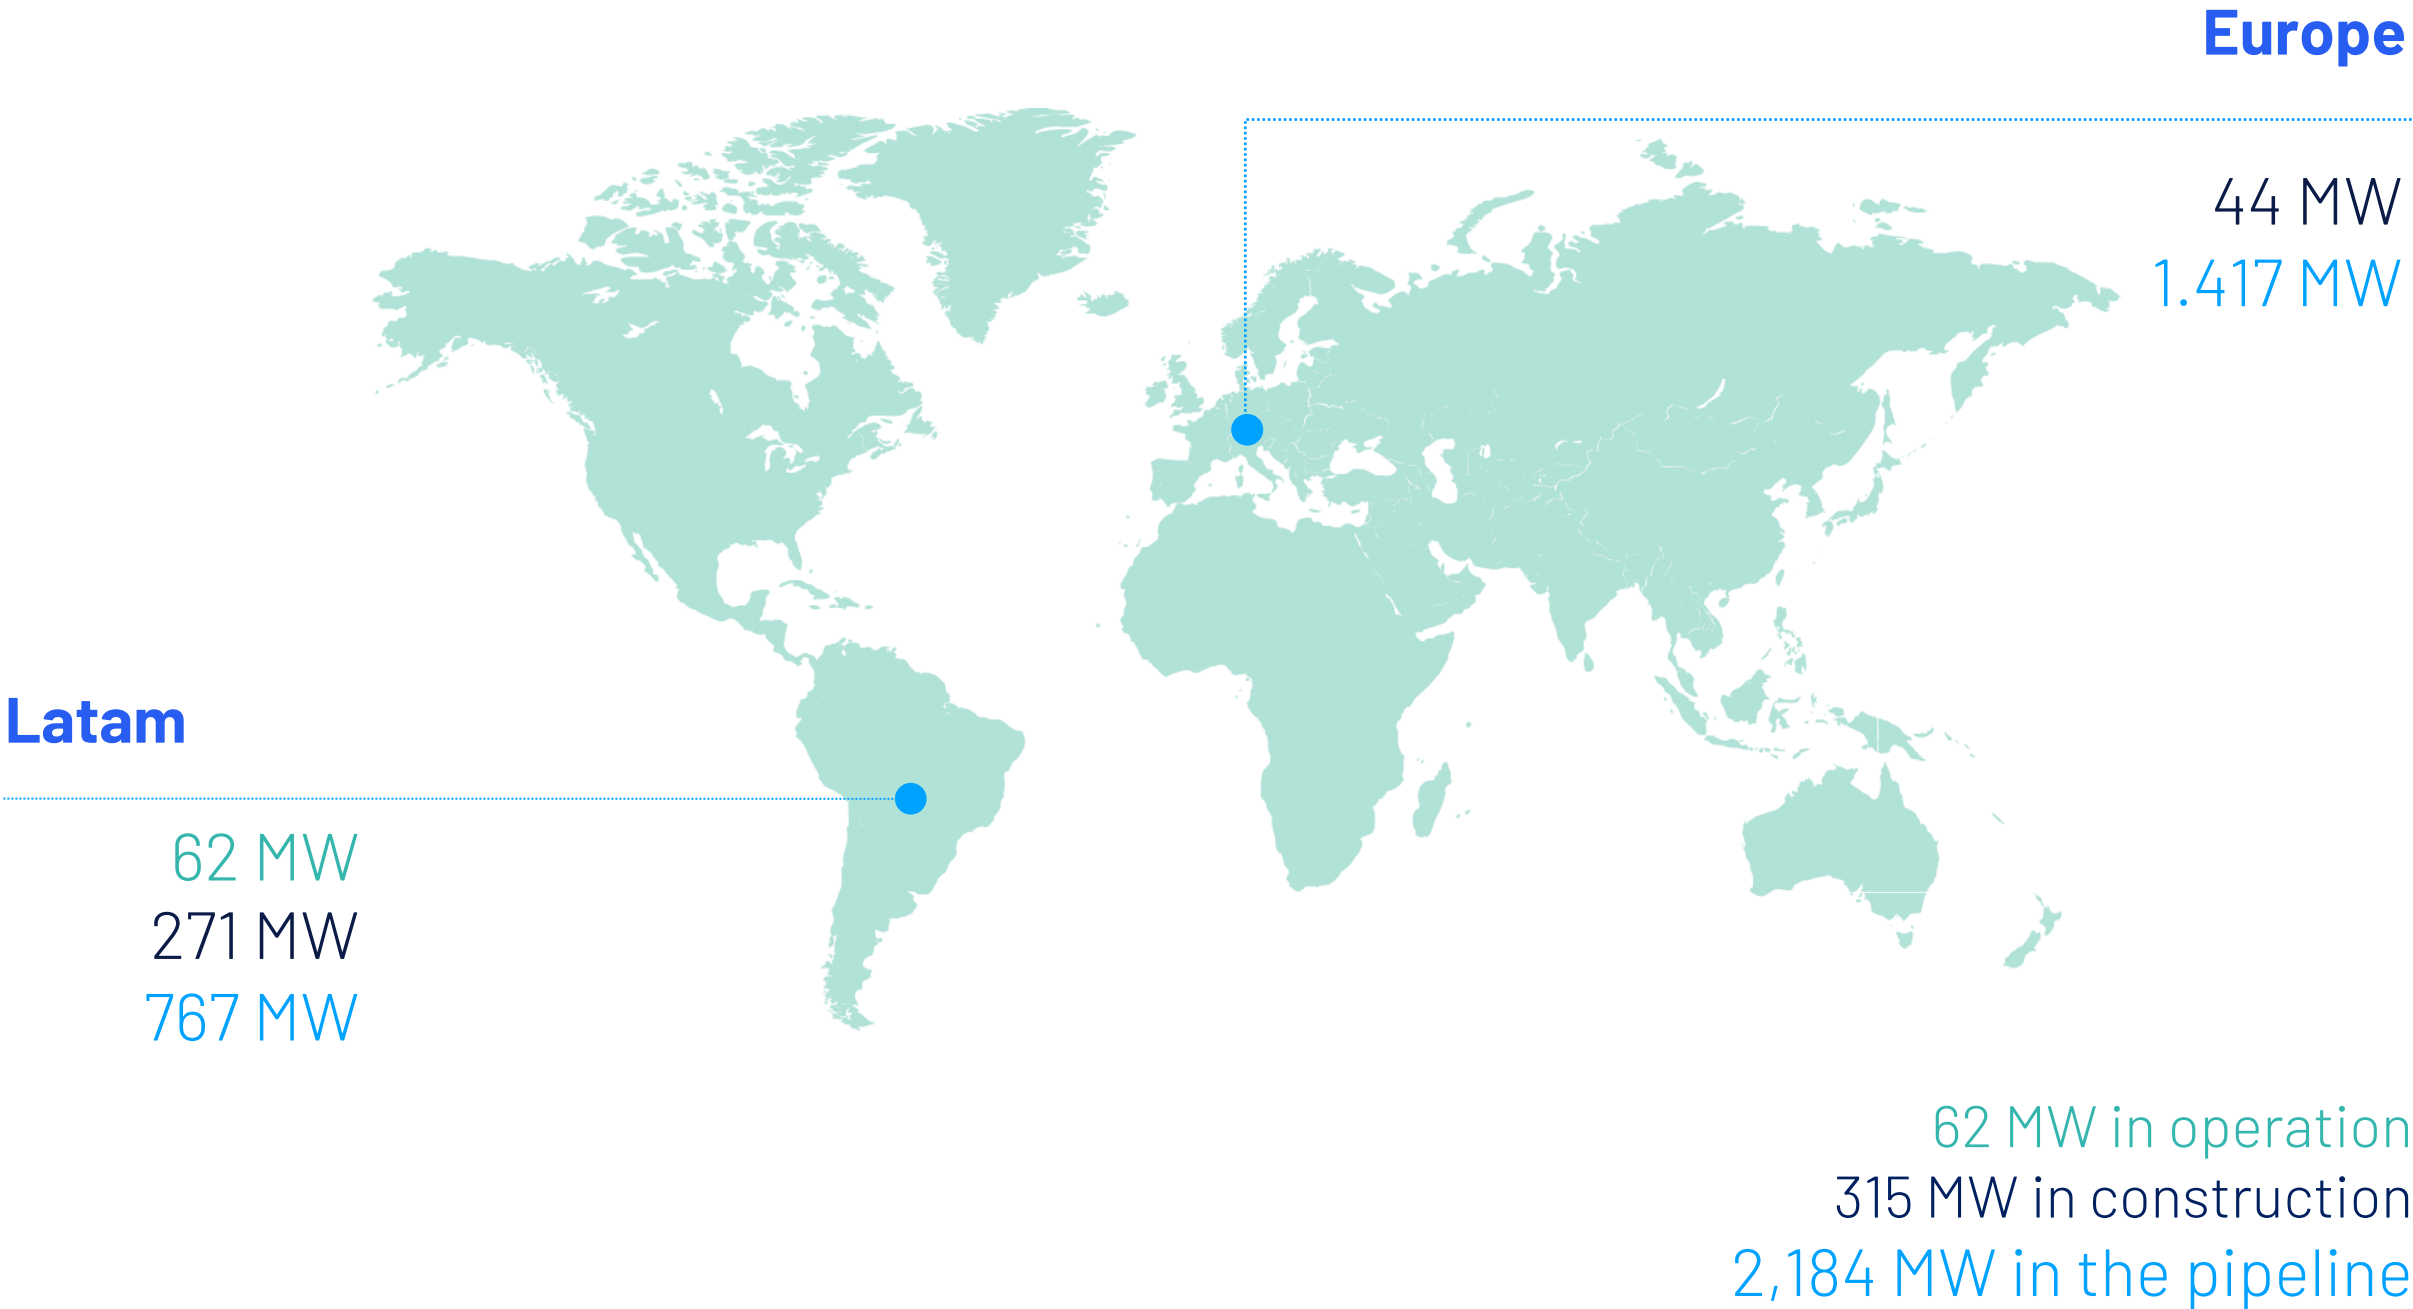 Europe
44 MW
1.417 MW
Latam
62 MW
271 MW
767 MW
62 MW in operation
315 MW in construction
2,184 MW in the pipeline